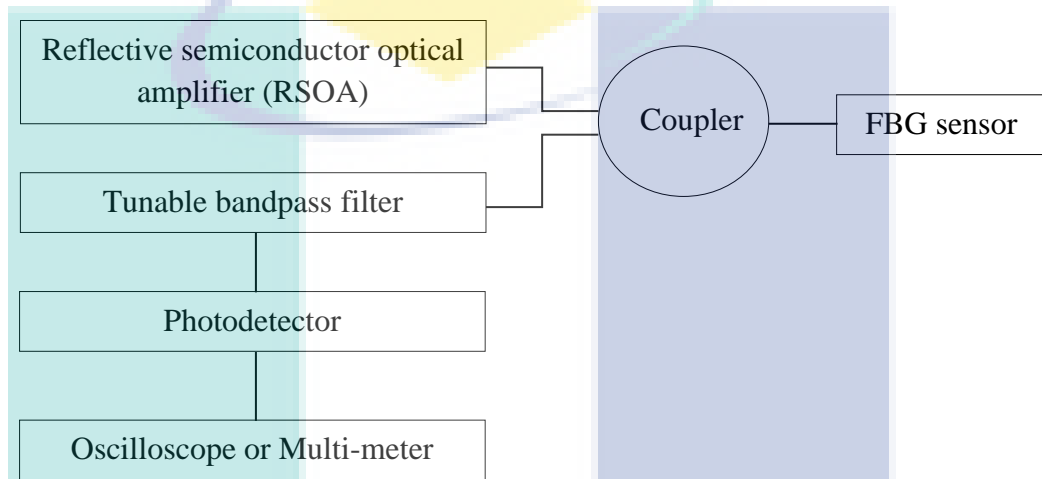 Reflective semiconductor optical
amplifier (RSOA)
Coupler
FBG sensor
Tunable bandpass filter
Photodetector
Oscilloscope or Multi-meter